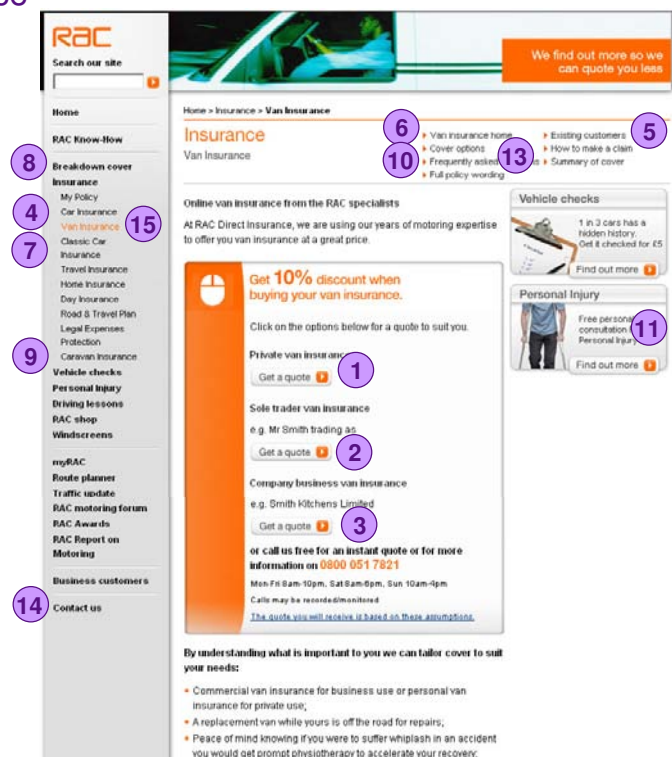 RAC
Search our site
We find out more so we
can quote you less
Home
RAC Know-How
8
Breakdown cover
Insurance
My Policy
4
Car Insurance
Van Insurance
15
7
Classic Car
Insurance
Travel Insurance
Home Insurance
Day Insurance
Road & Travel Plan
Legal Expenses
Protection
9
Caravan Insurance
Vehicle checks
Personal Injury
Driving lessons
RAC shop
Windscreens
myRAC
Route planner
Traffic update
RAC motoring forum
RAC Awards
RAC Report on
Motoring
Business customers
14
Contact us
Home > Insurance > Van Insurance
Insurance
Van Insurance
6
Van insurance home
10
Cover options
Frequently asked
13
Full policy wording
Existing customers
5
How to make a claim
Summary of cover
Online van insurance from the RAC specialists
At RAC Direct Insurance, we are using our years of motoring expertise
to offer you van insurance at a great price.
Get 10% discount when
buying your van insurance.
Click on the options below for a quote to suit you.
Private van insurance
Get a quote
1
Sole trader van insurance
e.g. Mr Smith trading as
Get a quote
2
Company business van insurance
e.g. Smith Kitchens Limited
Get a quote
3
or call us free for an instant quote or for more
information on 0800 051 7821
Mon-Fri 8am-10pm, Sat 8am-6pm, Sun 10am-4pm
Calls may be recorded/monitored
The quote you will receive is based on these assumptions.
By understanding what is important to you we can tailor cover to suit
your needs:
Commercial van insurance for business use or personal van
insurance for private use;
A replacement van while yours is off the road for repairs;
Peace of mind knowing if you were to suffer whiplash in an accident
you would get prompt physiotherapy to accelerate your recovery;
Vehicle checks
1 in 3 cars has a
hidden history.
Get it checked for £5
Find out more
Personal Injury
Free personal
consultation
Personal Injury
11
Find out more